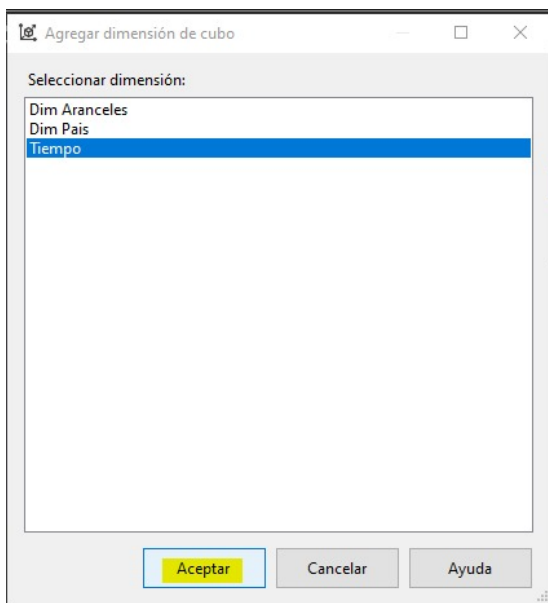 Agregar dimensión de cubo
Seleccionar dimensión:
Dim Aranceles
Dim Pais
Tiempo
Aceptar
Cancelar
Ayuda